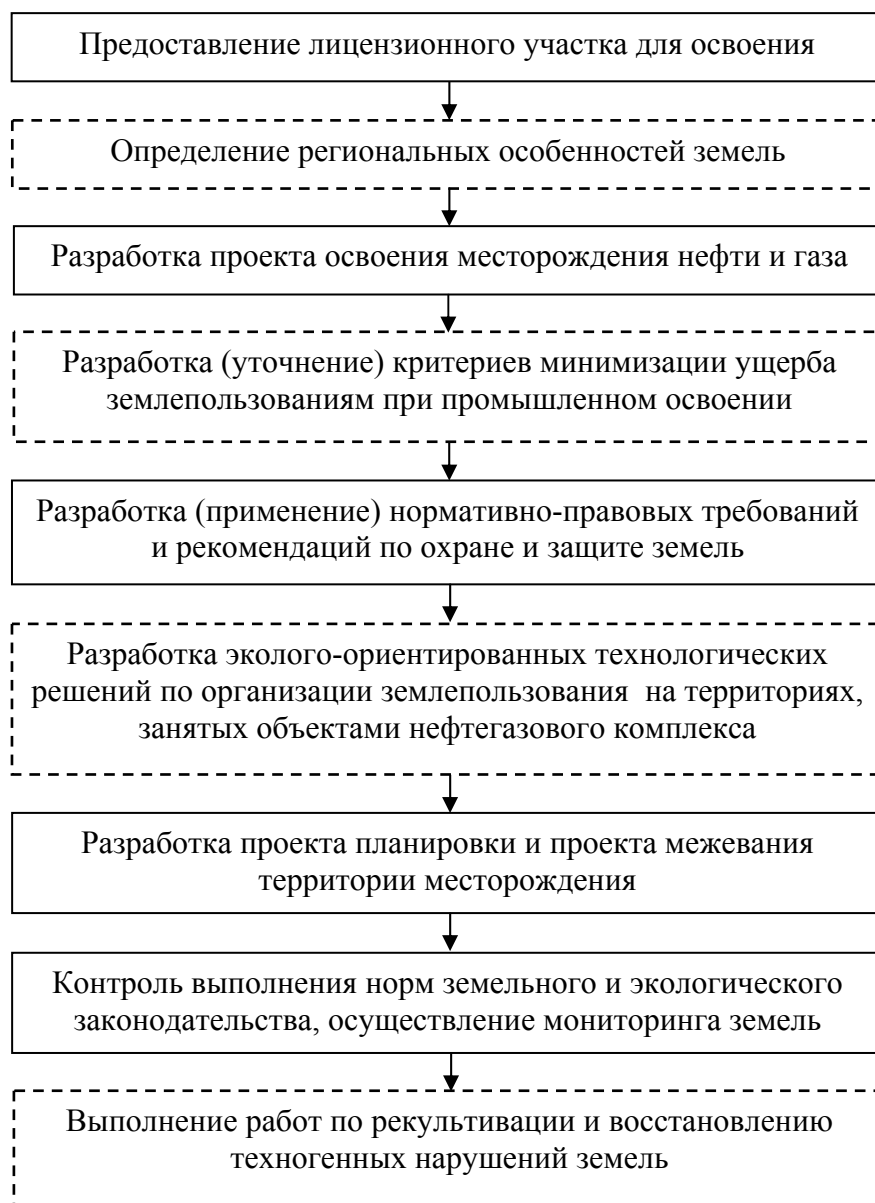 Предоставление лицензионного участка для освоения
Определение региональных особенностей земель
Разработка проекта освоения месторождения нефти и газа
Разработка (уточнение) критериев минимизации ущерба
землепользованиям при промышленном освоении
Разработка (применение) нормативно-правовых требований
и рекомендаций по охране и защите земель
Разработка эколого-ориентированных технологических
решений по организации землепользования на территориях,
занятых объектами нефтегазового комплекса
Разработка проекта планировки и проекта межевания
территории месторождения
Контроль выполнения норм земельного и экологического
законодательства, осуществление мониторинга земель
Выполнение работ по рекультивации и восстановлению
техногенных нарушений земель